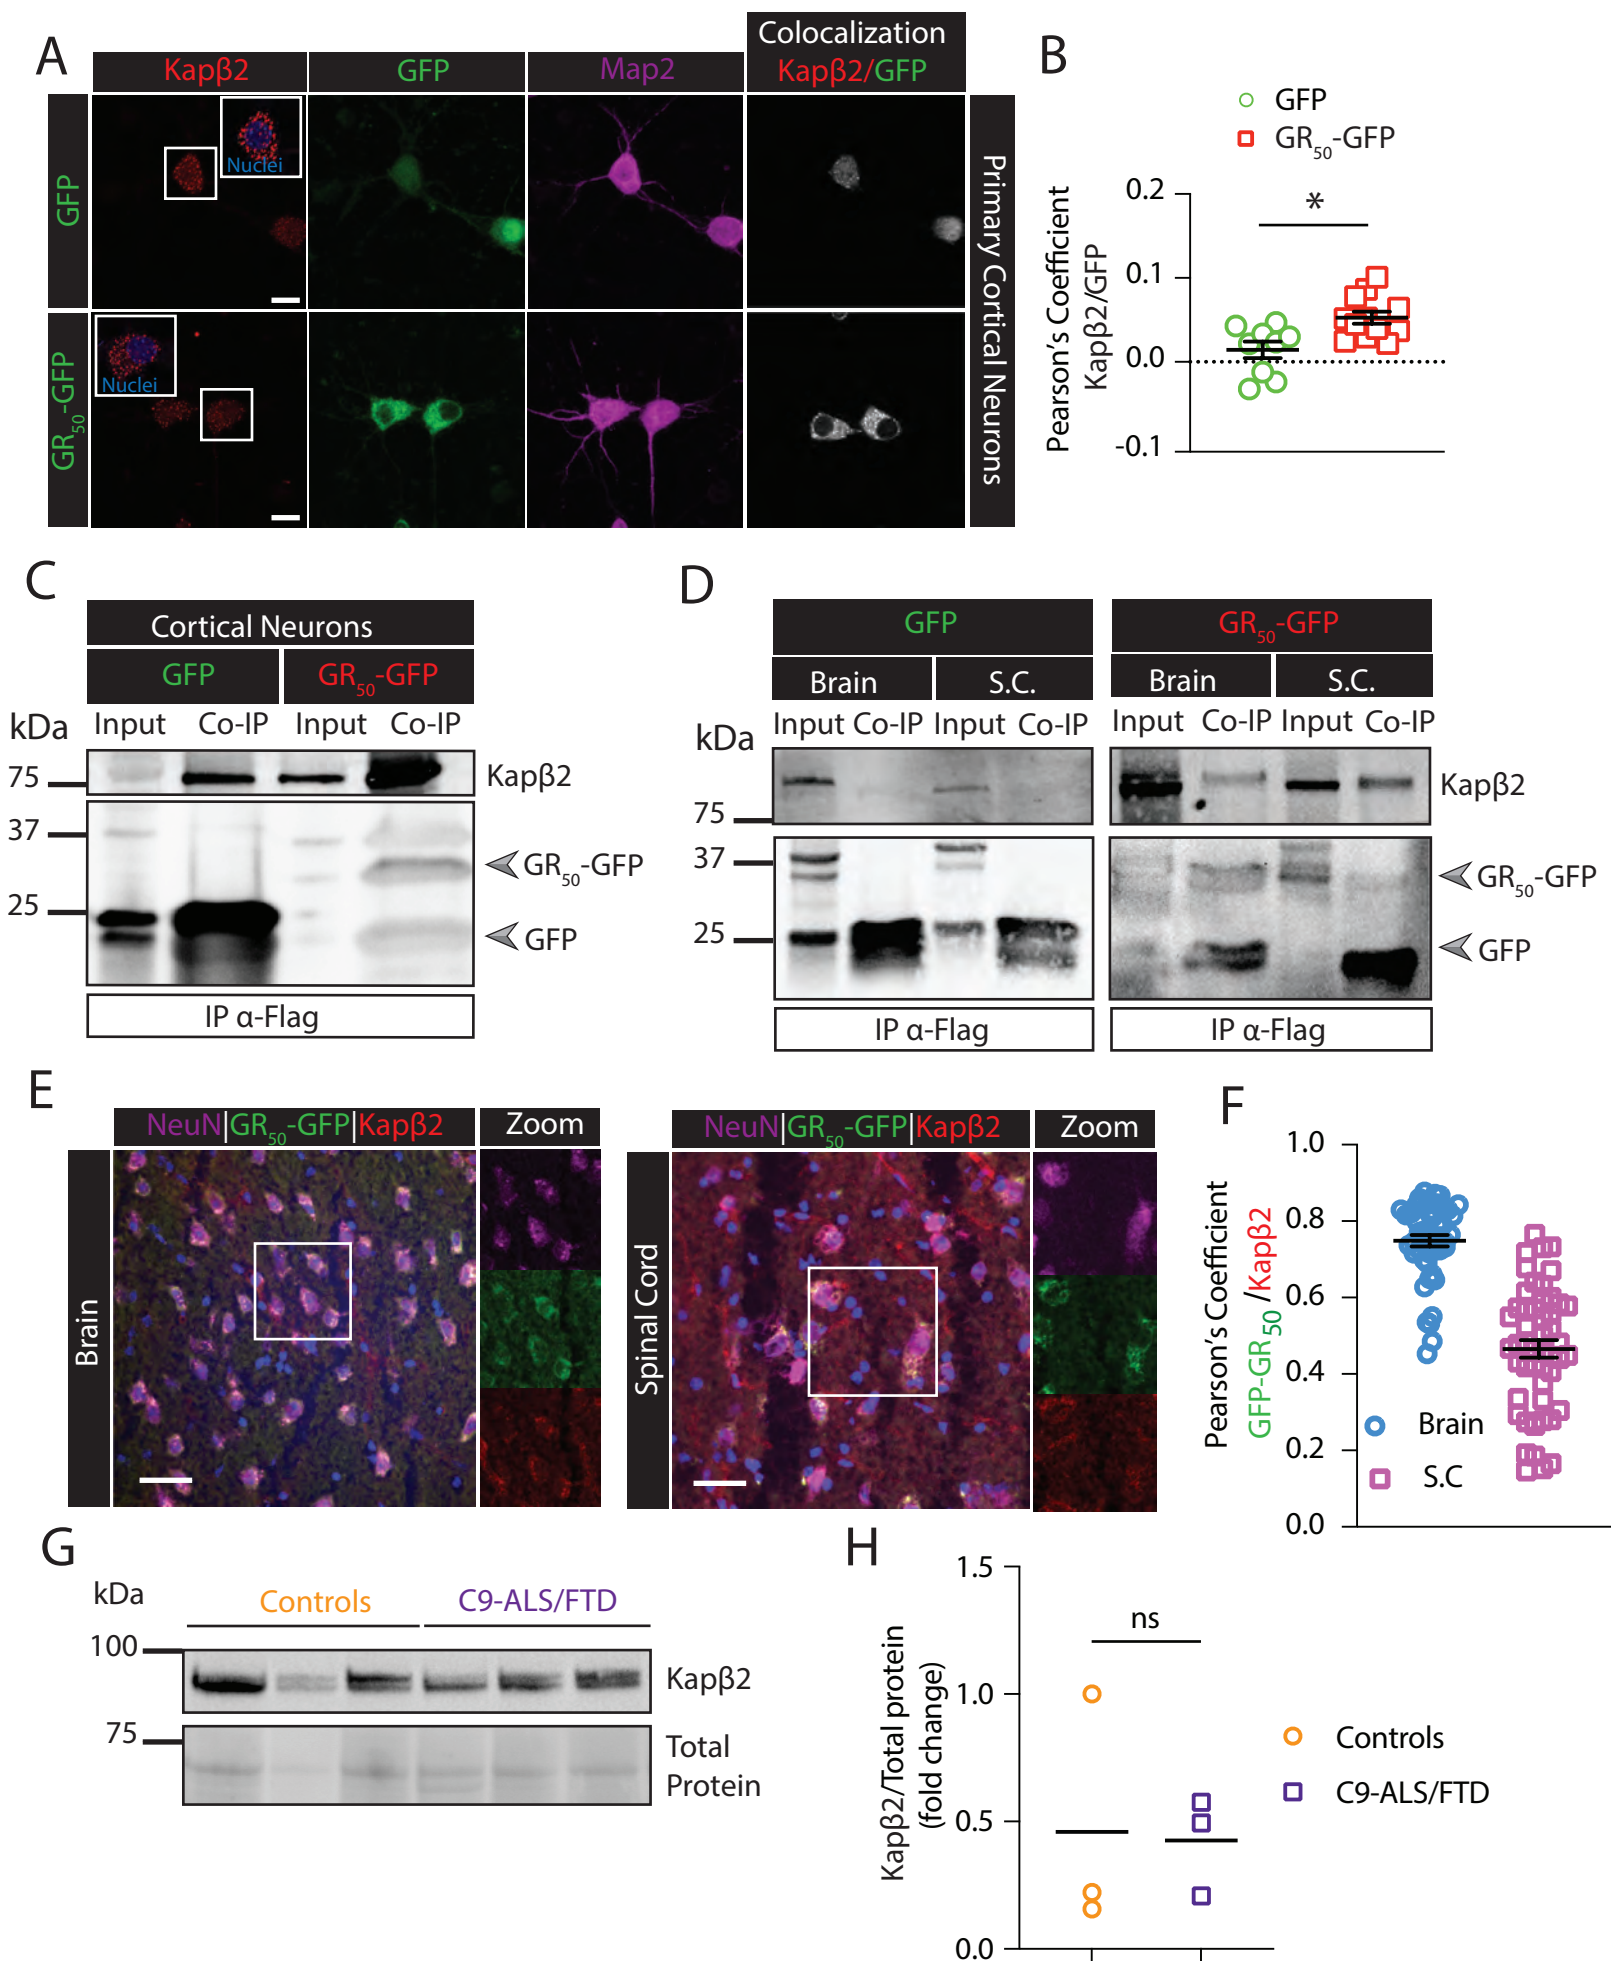 A
Kapβ2
GFP
Map2
Colocalization
Kapβ2/GFP
GFP
Nuclei
GR50-GFP
Nuclei
Primary Cortical Neurons
B
GFP
GR50-GFP
Pearson's Coefficient
Kapβ2/GFP
0.2
0.1
0.0
-0.1
*
C
Cortical Neurons
GFP
GR50-GFP
kDa
Input
Co-IP
Input
Co-IP
75
Kapβ2
37
GR50-GFP
25
GFP
IP α-Flag
D
GFP
GR50-GFP
Brain
S.C.
Brain
S.C.
kDa
Input
Co-IP
Input
Co-IP
Input
Co-IP
Input
Co-IP
Kapβ2
75
37
GR50-GFP
25
GFP
IP α-Flag
IP α-Flag
E
NeuN|GR50-GFP|Kapβ2
Zoom
Brain
NeuN|GR50-GFP|Kapβ2
Zoom
Spinal Cord
F
Pearson's Coefficient
GFP-GR50/Kapβ2
1.0
0.8
0.6
0.4
0.2
0.0
Brain
S.C
G
kDa
Controls
C9-ALS/FTD
100
Kapβ2
75
Total
Protein
H
Kapβ2/Total protein
(fold change)
1.5
1.0
0.5
0.0
ns
Controls
C9-ALS/FTD